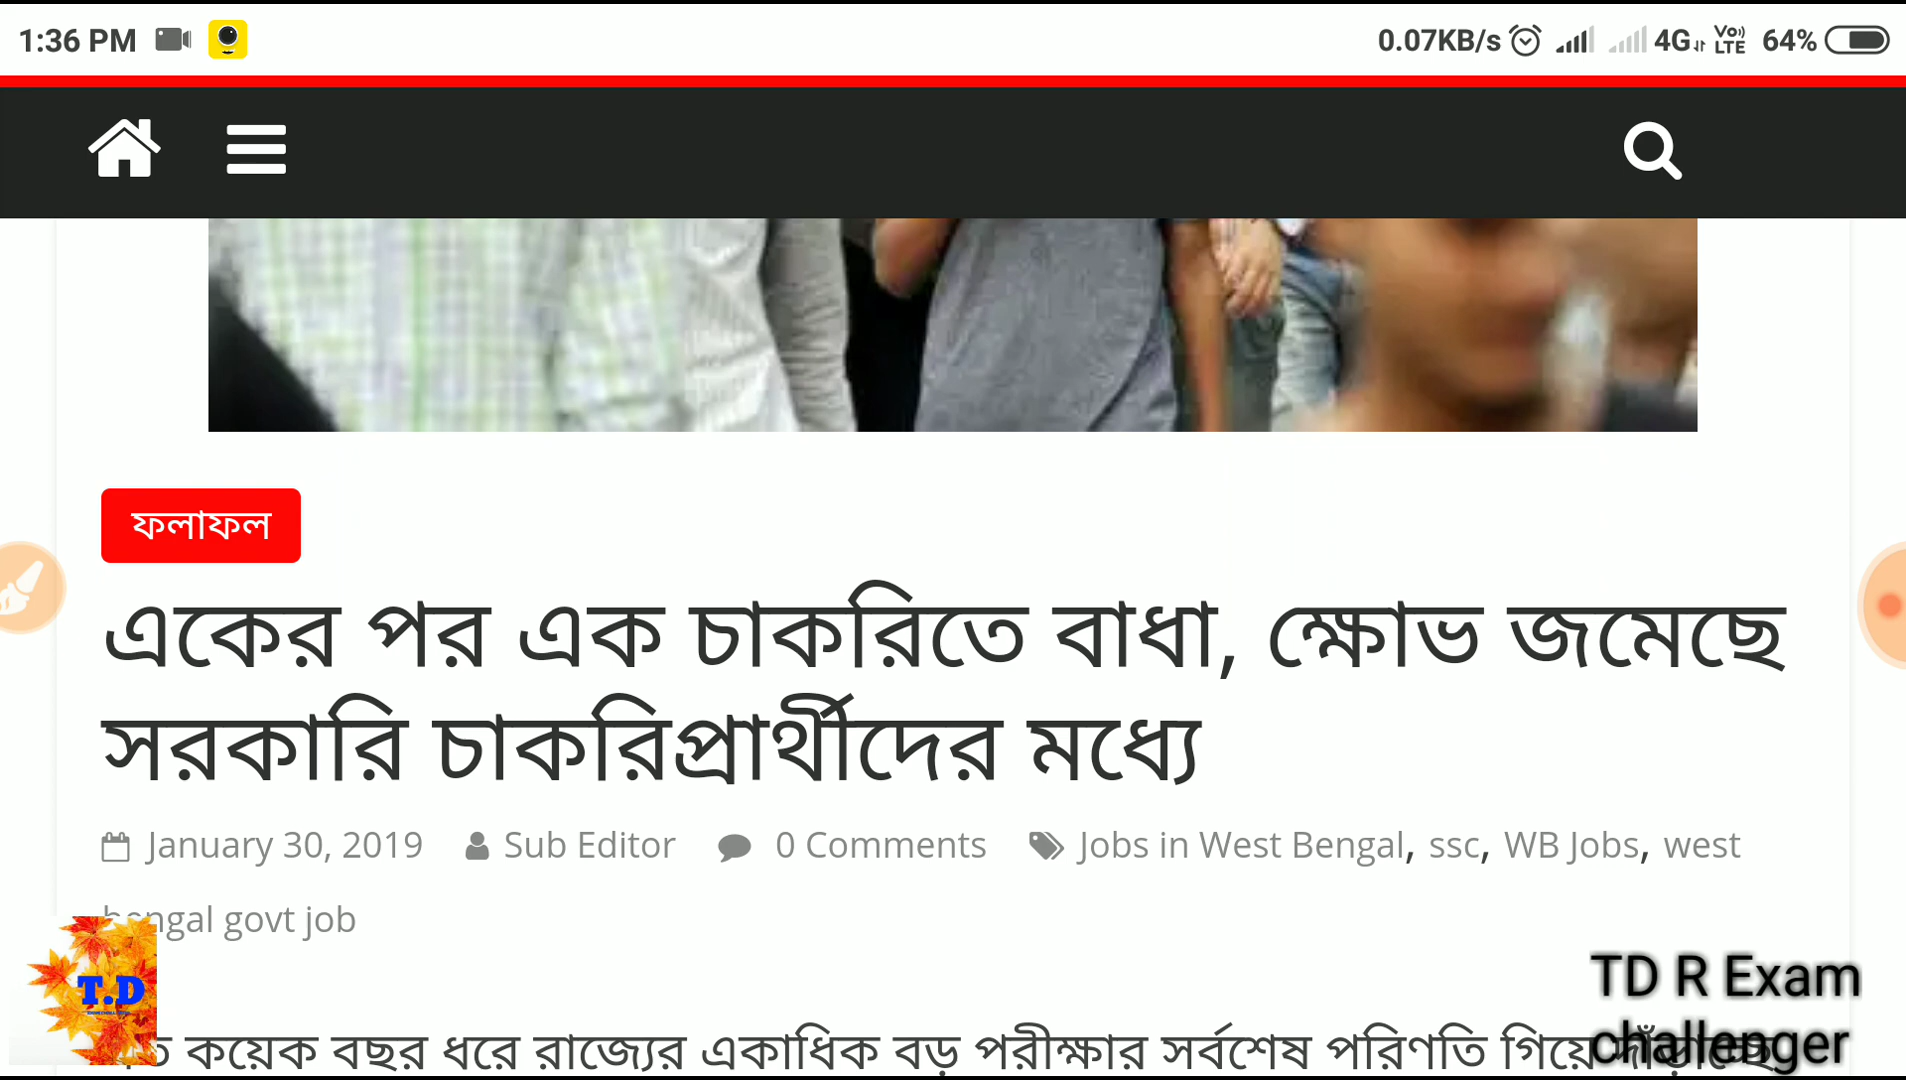 1:36 PM 0.07KB/s 4G VoLTE 64%
ফলাফল
একের পর এক চাকরিতে বাধা, ক্ষোভ জমেছে
সরকারি চাকরিপ্রার্থীদের মধ্যে
January 30, 2019 Sub Editor 0 Comments Jobs in West Bengal, ssc, WB Jobs, west
bengal govt job
T.D
TD R Exam
challenger
কয়েক বছর ধরে রাজ্যের একাধিক বড় পরীক্ষার সর্বশেষ পরিণতি গিয়ে